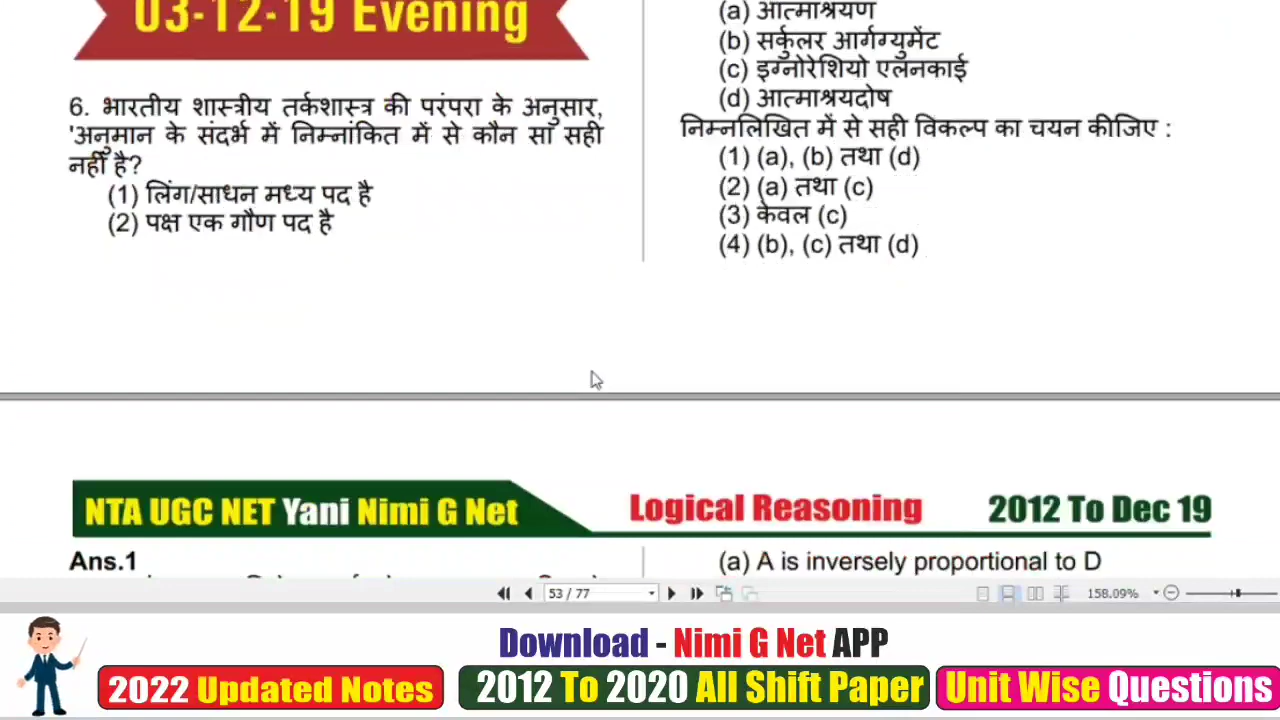 03-12-19 Evening
6. भारतीय शास्त्रीय तर्कशास्त्र की परंपरा के अनुसार,
'अनुमान के संदर्भ में निम्नांकित में से कौन सा सही
नहीं है?
(1) लिंग/साधन मध्य पद है
(2) पक्ष एक गौण पद है
(a) आत्माश्रयण
(b) सर्कुलर आर्गग्युमेंट
(c) इग्नोरेशियो एलनकाई
(d) आत्माश्रयदोष
निम्नलिखित में से सही विकल्प का चयन कीजिए :
(1) (a), (b) तथा (d)
(2) (a) तथा (c)
(3) केवल (c)
(4) (b), (c) तथा (d)
NTA UGC NET Yani Nimi G Net
Logical Reasoning
2012 To Dec 19
Ans.1
(a) A is inversely proportional to D
53 / 77
158.09%
Download - Nimi G Net APP
2022 Updated Notes
2012 To 2020 All Shift Paper
Unit Wise Questions